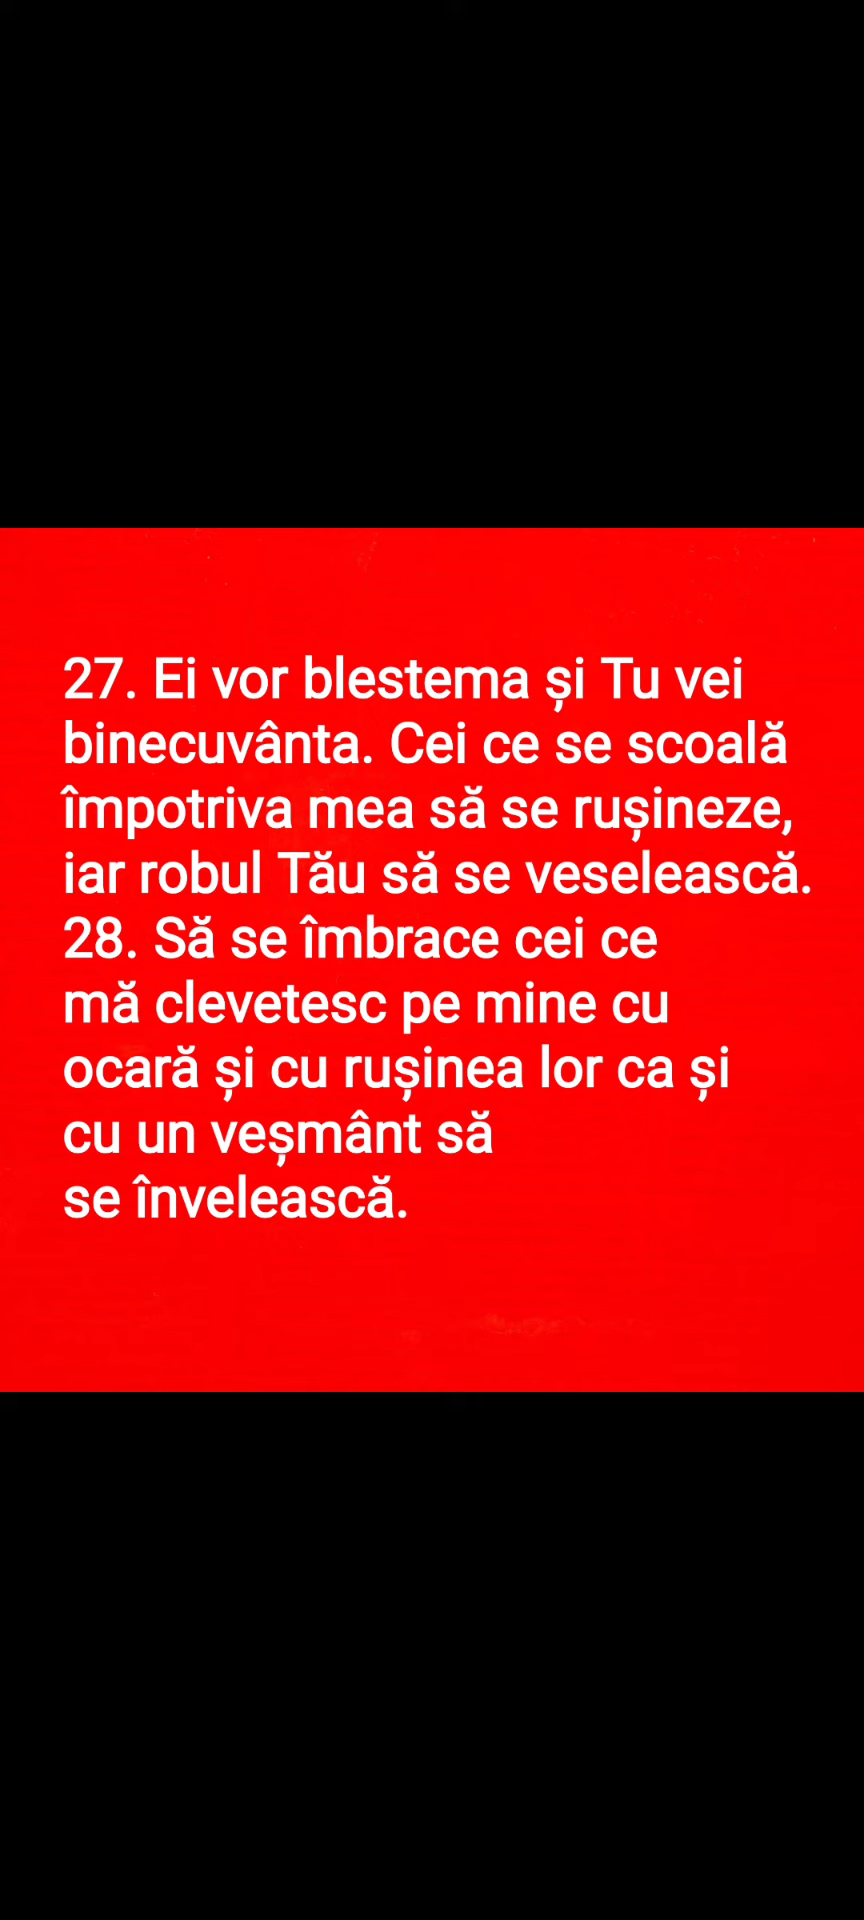 27. Ei vor blestema și Tu vei
binecuvânta. Cei ce se scoală
împotriva mea să se rușineze,
iar robul Tău să se veselească.
28. Să se îmbrace cei ce
mă clevetesc pe mine cu
ocară și cu rușinea lor ca și
cu un veșmânt să
se învelească.